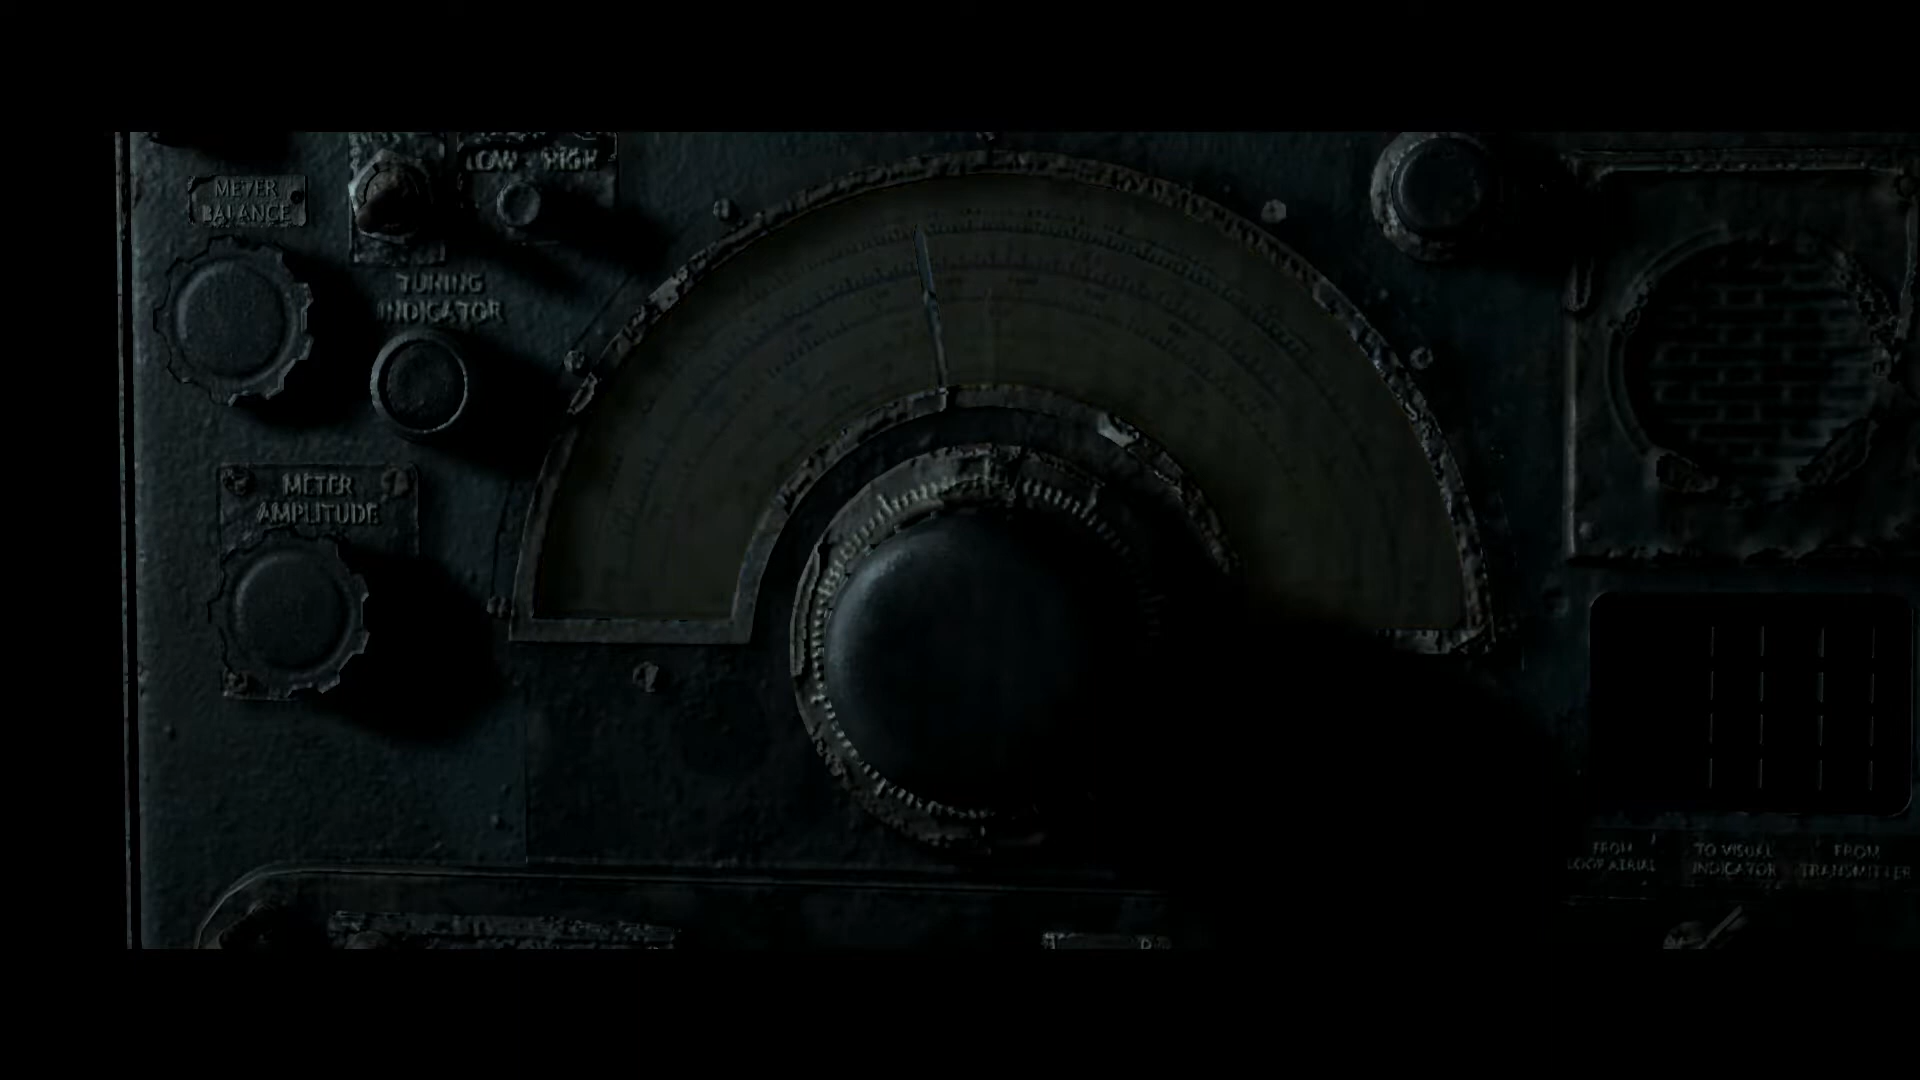 LOW - HIGH
METER
BALANCE
TUNING
INDICATOR
METER
AMPLITUDE
FROM
LOOP AERIAL
TO VISUAL
INDICATOR
FROM
TRANSMITTER